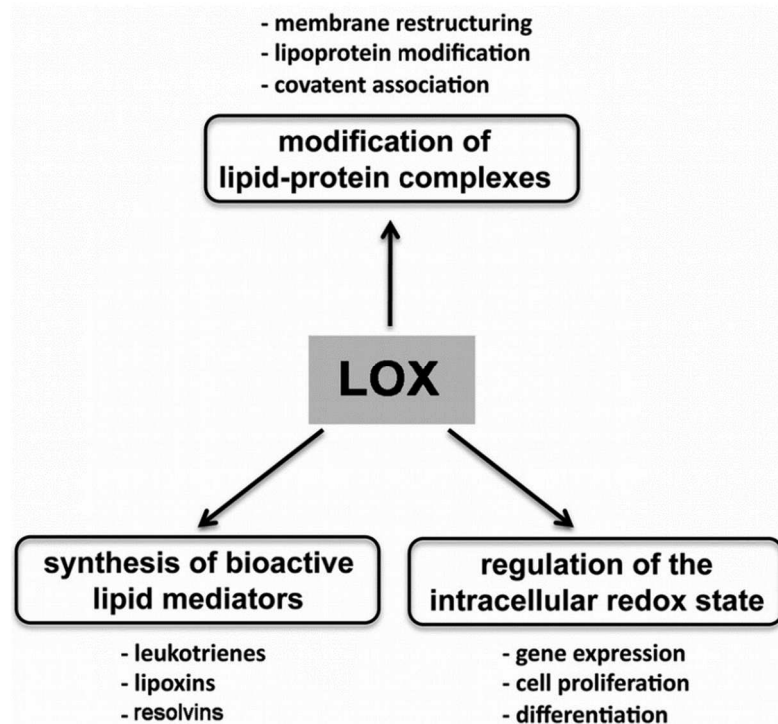 - membrane restructuring
- lipoprotein modification
- covatent association
modification of
lipid-protein complexes
LOX
synthesis of bioactive
lipid mediators
- leukotrienes
- lipoxins
- resolvins
regulation of the
intracellular redox state
- gene expression
- cell proliferation
- differentiation